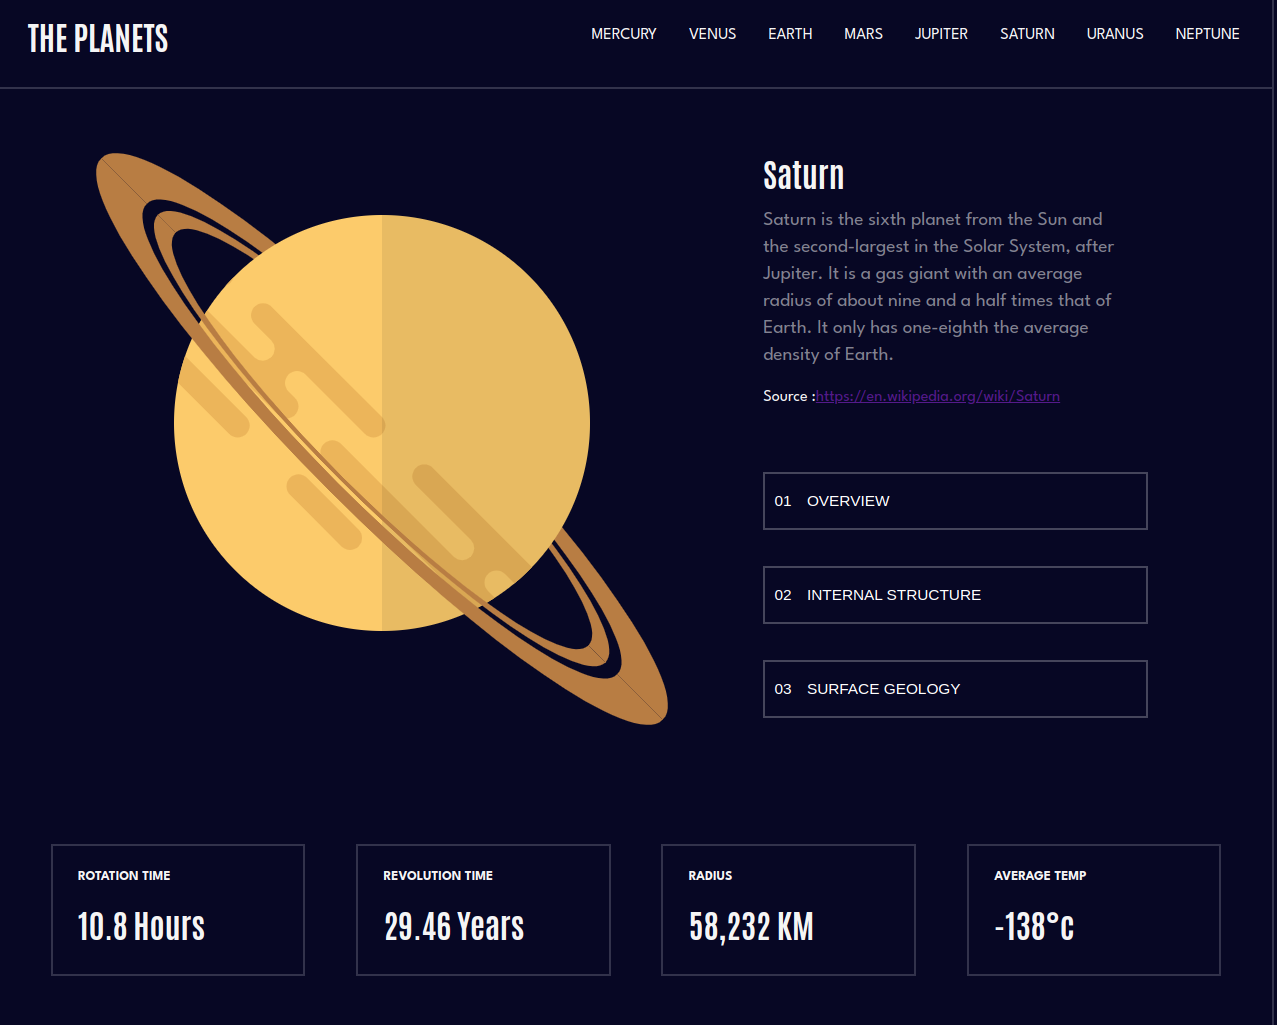 THE PLANETS
MERCURY VENUS EARTH MARS JUPITER SATURN URANUS NEPTUNE
Saturn
Saturn is the sixth planet from the Sun and
the second-largest in the Solar System, after
Jupiter. It is a gas giant with an average
radius of about nine and a half times that of
Earth. It only has one-eighth the average
density of Earth.
Source :https://en.wikipedia.org/wiki/Saturn
01 OVERVIEW
02 INTERNAL STRUCTURE
03 SURFACE GEOLOGY
ROTATION TIME
10.8 Hours
REVOLUTION TIME
29.46 Years
RADIUS
58,232 KM
AVERAGE TEMP
-138°c